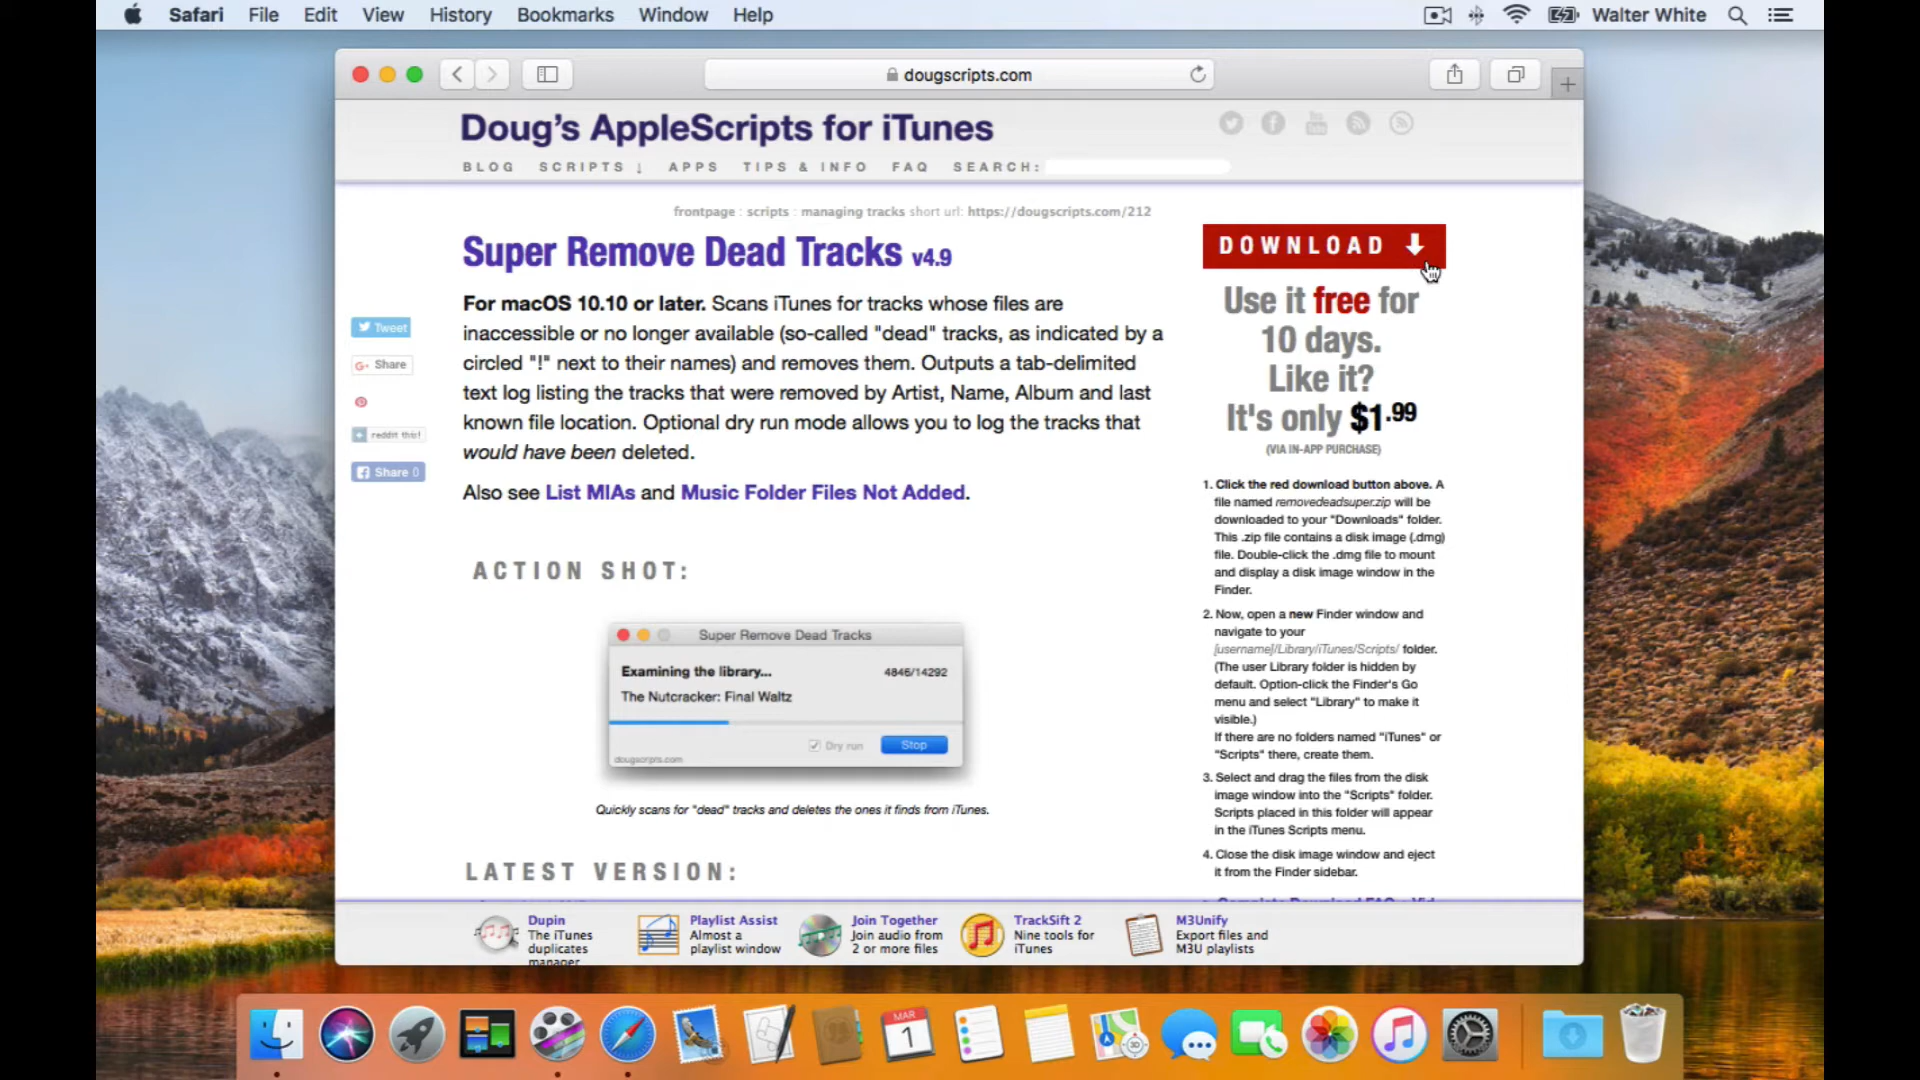 Safari File Edit View History Bookmarks Window Help Walter White
dougscripts.com
Doug's AppleScripts for iTunes
BLOG SCRIPTS ↓ APPS TIPS & INFO FAQ SEARCH:
frontpage : scripts : managing tracks short url: https://dougscripts.com/212
Super Remove Dead Tracks v4.9
For macOS 10.10 or later. Scans iTunes for tracks whose files are
inaccessible or no longer available (so-called "dead" tracks, as indicated by a
circled "!" next to their names) and removes them. Outputs a tab-delimited
text log listing the tracks that were removed by Artist, Name, Album and last
known file location. Optional dry run mode allows you to log the tracks that
would have been deleted.
Also see List MIAs and Music Folder Files Not Added.
Tweet
G+ Share
reddit this!
Share 0
ACTION SHOT:
Super Remove Dead Tracks
Examining the library... 4846/14292
The Nutcracker: Final Waltz
Dry run Stop
dougscripts.com
Quickly scans for "dead" tracks and deletes the ones it finds from iTunes.
LATEST VERSION:
DOWNLOAD
Use it free for
10 days.
Like it?
It's only $1.99
(VIA IN-APP PURCHASE)
1. Click the red download button above. A
file named removedeadsuper.zip will be
downloaded to your "Downloads" folder.
This .zip file contains a disk image (.dmg)
file. Double-click the .dmg file to mount
and display a disk image window in the
Finder.
2. Now, open a new Finder window and
navigate to your
[username]/Library/iTunes/Scripts/ folder.
(The user Library folder is hidden by
default. Option-click the Finder's Go
menu and select "Library" to make it
visible.)
If there are no folders named "iTunes" or
"Scripts" there, create them.
3. Select and drag the files from the disk
image window into the "Scripts" folder.
Scripts placed in this folder will appear
in the iTunes Scripts menu.
4. Close the disk image window and eject
it from the Finder sidebar.
Dupin
The iTunes
duplicates
manager
Playlist Assist
Almost a
playlist window
Join Together
Join audio from
2 or more files
TrackSift 2
Nine tools for
iTunes
M3Unify
Export files and
M3U playlists
MAR
1
3D